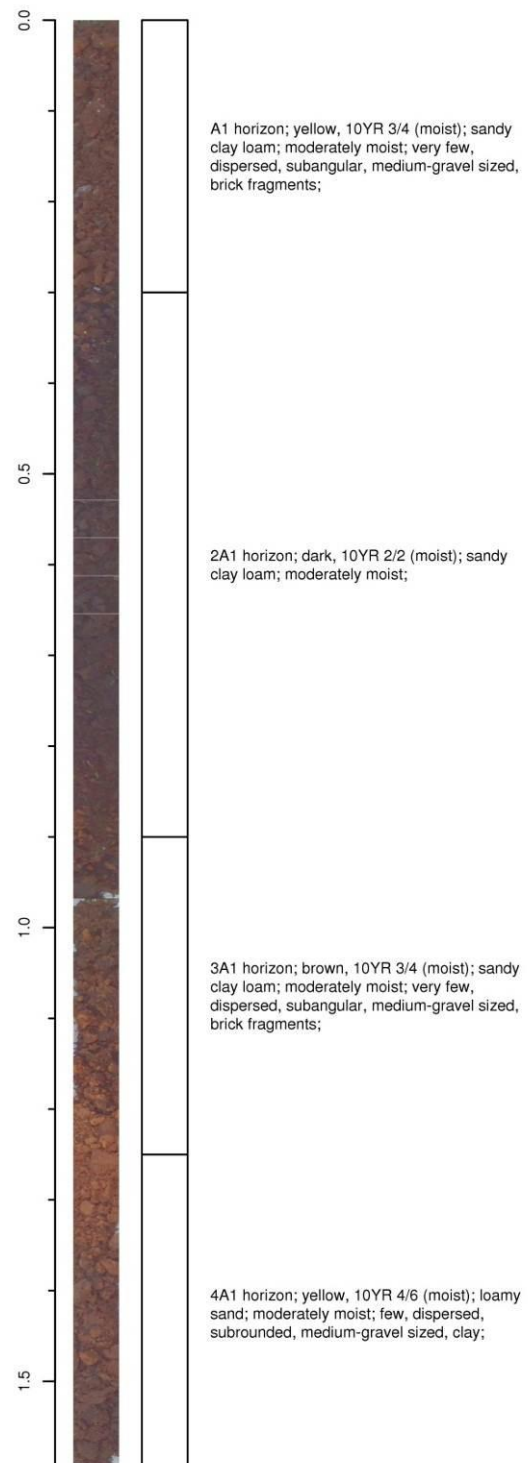 0.0
A1 horizon; yellow, 10YR 3/4 (moist); sandy
clay loam; moderately moist; very few,
dispersed, subangular, medium-gravel sized,
brick fragments;
0.5
2A1 horizon; dark, 10YR 2/2 (moist); sandy
clay loam; moderately moist;
1.0
3A1 horizon; brown, 10YR 3/4 (moist); sandy
clay loam; moderately moist; very few,
dispersed, subangular, medium-gravel sized,
brick fragments;
4A1 horizon; yellow, 10YR 4/6 (moist); loamy
sand; moderately moist; few, dispersed,
subrounded, medium-gravel sized, clay;
1.5